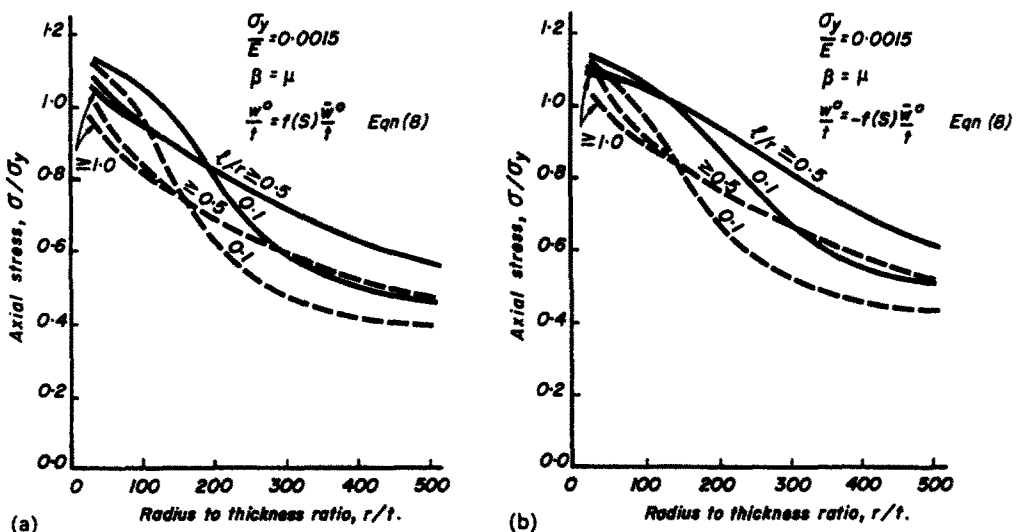 1·2
1·0
0·8
0·6
0·4
0·2
0·0
Axial stress, σ/σy
σy/E = 0·0015
β = μ
w°/t = f(S) w̄°/t Eqn (8)
≧1·0
ℓ/r ≧ 0·5
≧ 0·5
0·1
0·1
0 100 200 300 400 500
Radius to thickness ratio, r/t.
(a)
1·2
1·0
0·8
0·6
0·4
0·2
0·0
Axial stress, σ/σy
σy/E = 0·0015
β = μ
w°/t = -f(S) w̄°/t Eqn (8)
≧1·0
ℓ/r ≧ 0·5
≧ 0·5
0·1
0·1
0 100 200 300 400 500
Radius to thickness ratio, r/t.
(b)